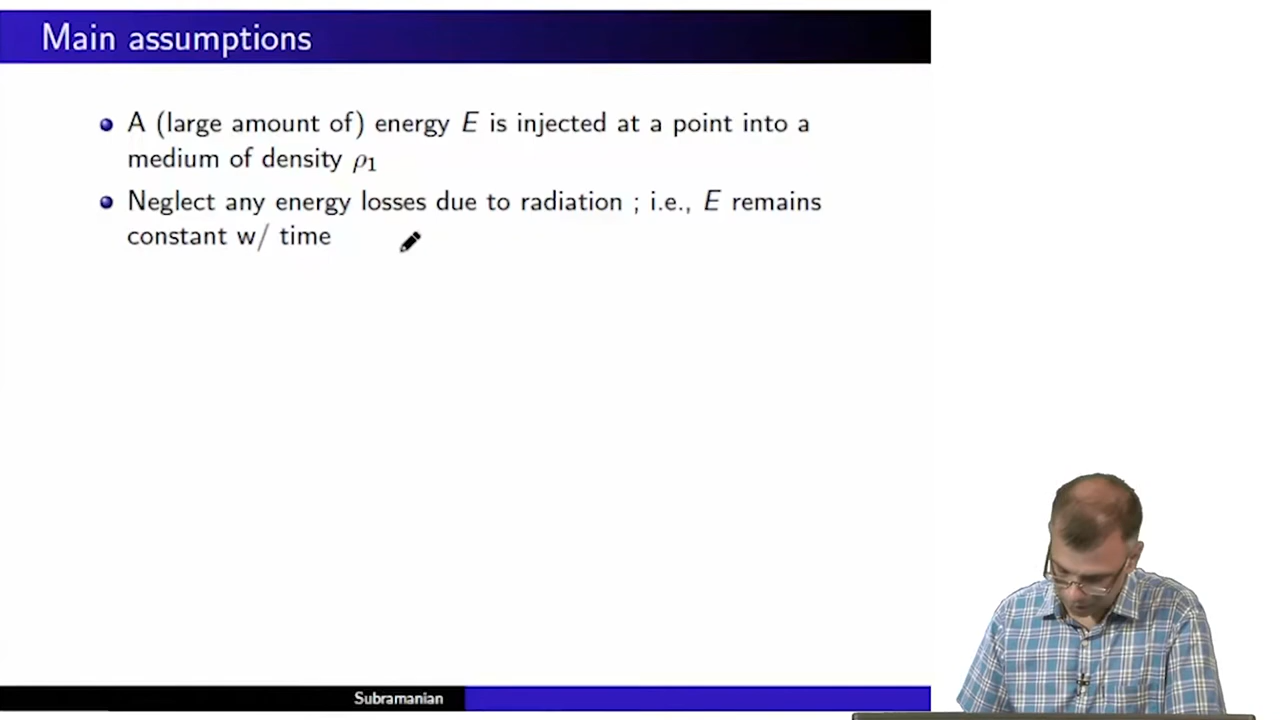 Main assumptions
A (large amount of) energy E is injected at a point into a
medium of density ρ₁
Neglect any energy losses due to radiation ; i.e., E remains
constant w/ time
Subramanian